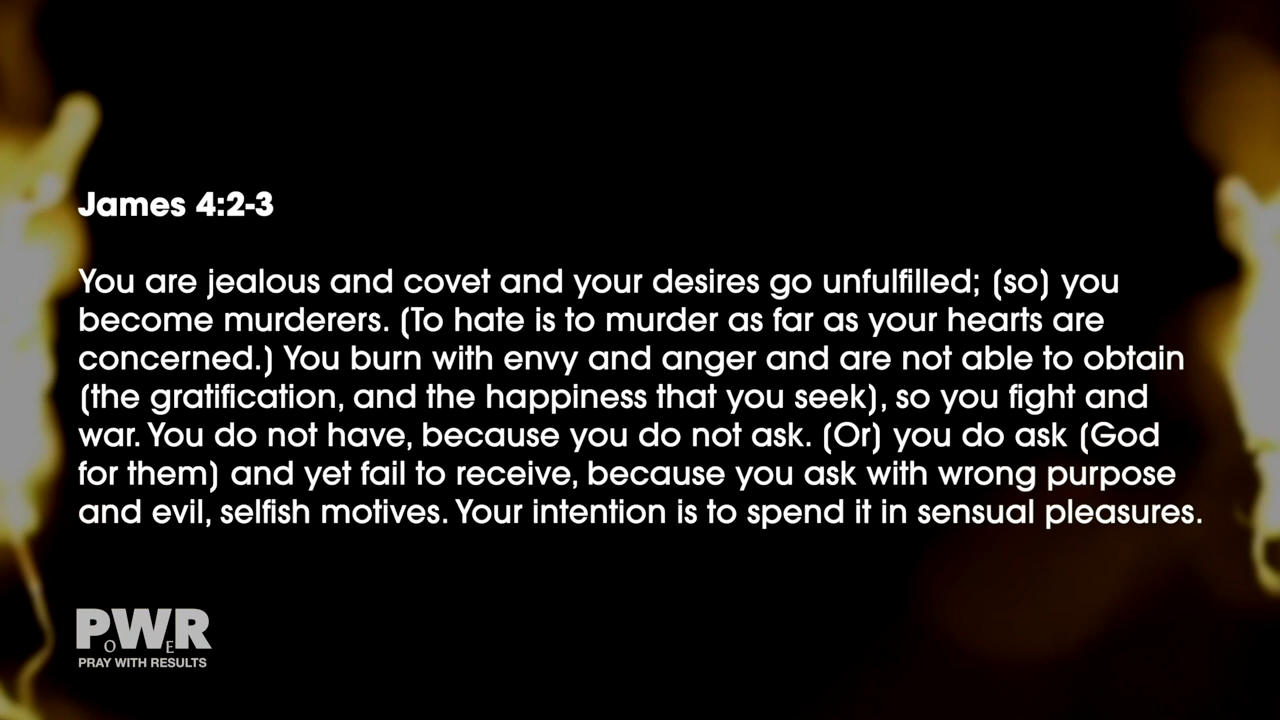 James 4:2-3
You are jealous and covet and your desires go unfulfilled; (so) you
become murderers. (To hate is to murder as far as your hearts are
concerned.) You burn with envy and anger and are not able to obtain
(the gratification, and the happiness that you seek), so you fight and
war. You do not have, because you do not ask. (Or) you do ask (God
for them) and yet fail to receive, because you ask with wrong purpose
and evil, selfish motives. Your intention is to spend it in sensual pleasures.
PoWER
PRAY WITH RESULTS